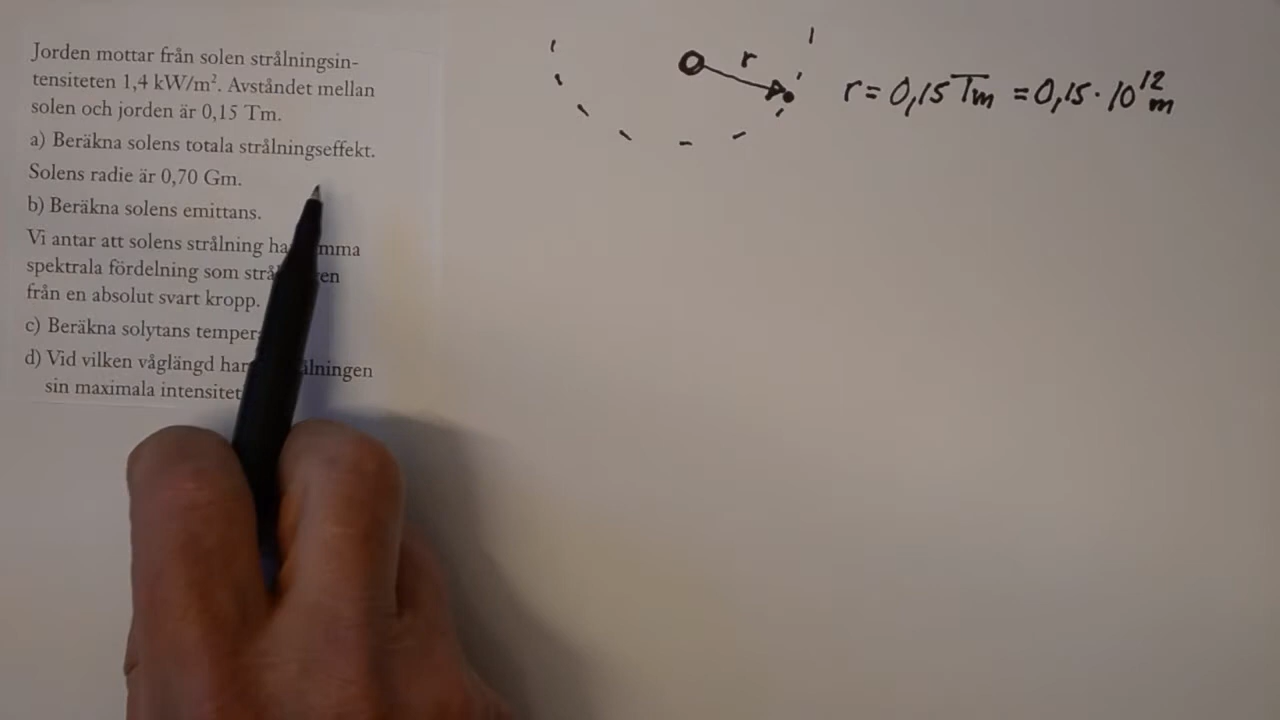 Jorden mottar från solen strålningsin-
tensiteten 1,4 kW/m². Avståndet mellan
solen och jorden är 0,15 Tm.
a) Beräkna solens totala strålningseffekt.
Solens radie är 0,70 Gm.
b) Beräkna solens emittans.
Vi antar att solens strålning ha mma
spektrala fördelning som strå en
från en absolut svart kropp.
c) Beräkna solytans temper
d) Vid vilken våglängd har ålningen
sin maximala intensitet
r
r = 0,15 Tm = 0,15 · 10¹² m